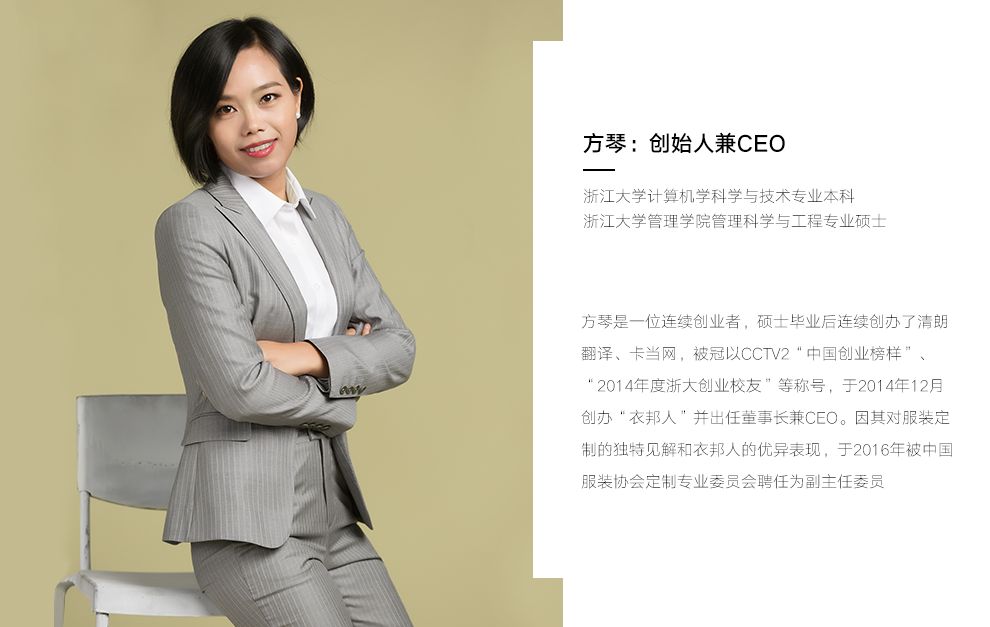 方琴：创始人兼CEO
浙江大学计算机学科学与技术专业本科
浙江大学管理学院管理科学与工程专业硕士
方琴是一位连续创业者，硕士毕业后连续创办了清朗
翻译、卡当网，被冠以CCTV2“中国创业榜样”、
“2014年度浙大创业校友”等称号，于2014年12月
创办“衣邦人”并出任董事长兼CEO。因其对服装定
制的独特见解和衣邦人的优异表现，于2016年被中国
服装协会定制专业委员会聘任为副主任委员